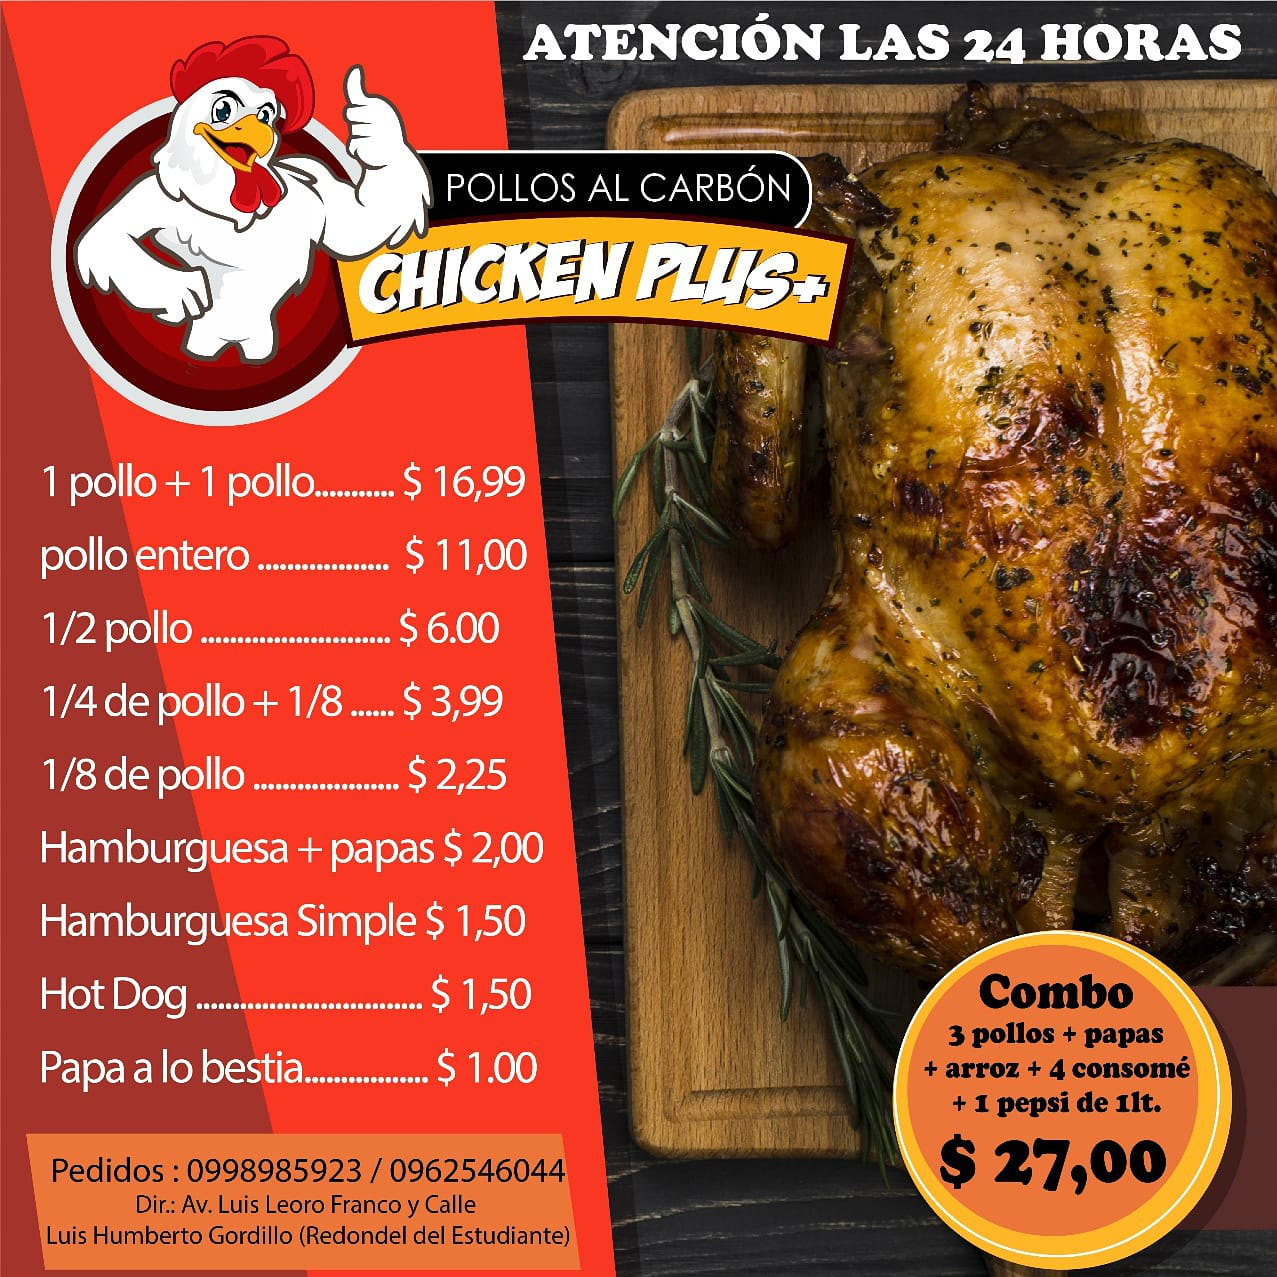 ATENCIÓN LAS 24 HORAS
POLLOS AL CARBÓN
CHICKEN PLUS+
1 pollo + 1 pollo........... $ 16,99
pollo entero .................. $ 11,00
1/2 pollo .......................... $ 6.00
1/4 de pollo + 1/8 ...... $ 3,99
1/8 de pollo .................... $ 2,25
Hamburguesa + papas $ 2,00
Hamburguesa Simple $ 1,50
Hot Dog ............................... $ 1,50
Papa a lo bestia................. $ 1.00
Pedidos : 0998985923 / 0962546044
Dir.: Av. Luis Leoro Franco y Calle
Luis Humberto Gordillo (Redondel del Estudiante)
Combo
3 pollos + papas
+ arroz + 4 consomé
+ 1 pepsi de 1lt.
$ 27,00